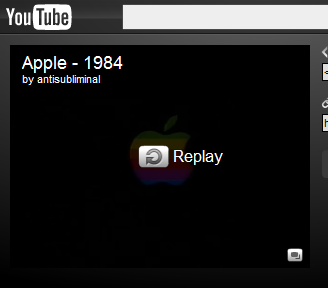 YouTube
Apple - 1984
by antisubliminal
Replay